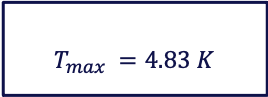 T_max = 4.83 K